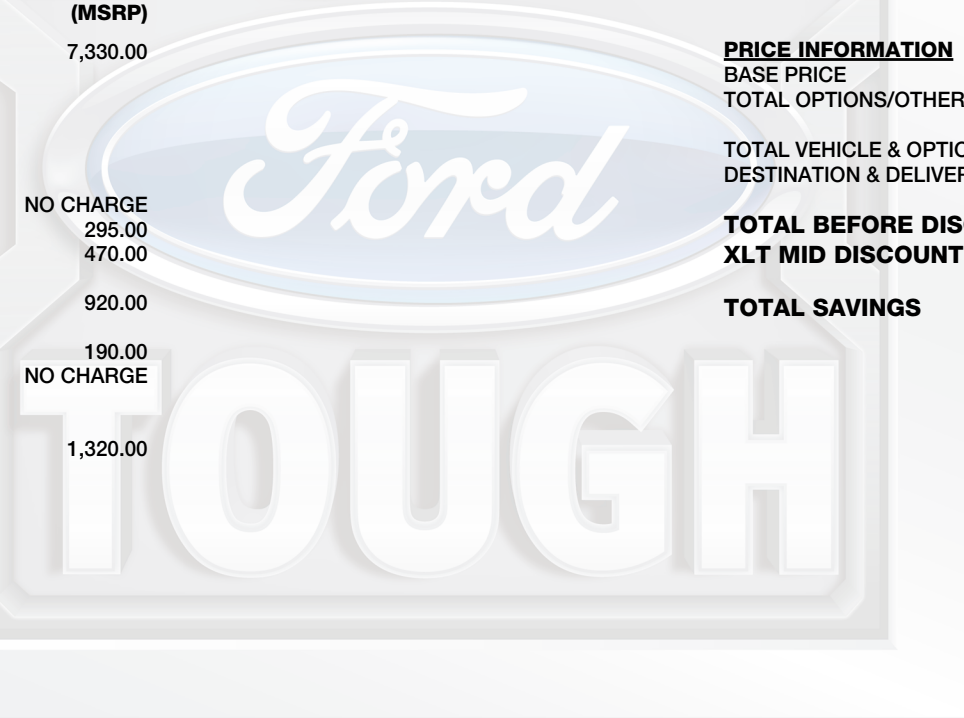 (MSRP)
7,330.00
NO CHARGE
295.00
470.00
920.00
190.00
NO CHARGE
1,320.00
Ford
TOUGH
PRICE INFORMATION
BASE PRICE
TOTAL OPTIONS/OTHER
TOTAL VEHICLE & OPTIO
DESTINATION & DELIVER
TOTAL BEFORE DIS
XLT MID DISCOUNT
TOTAL SAVINGS